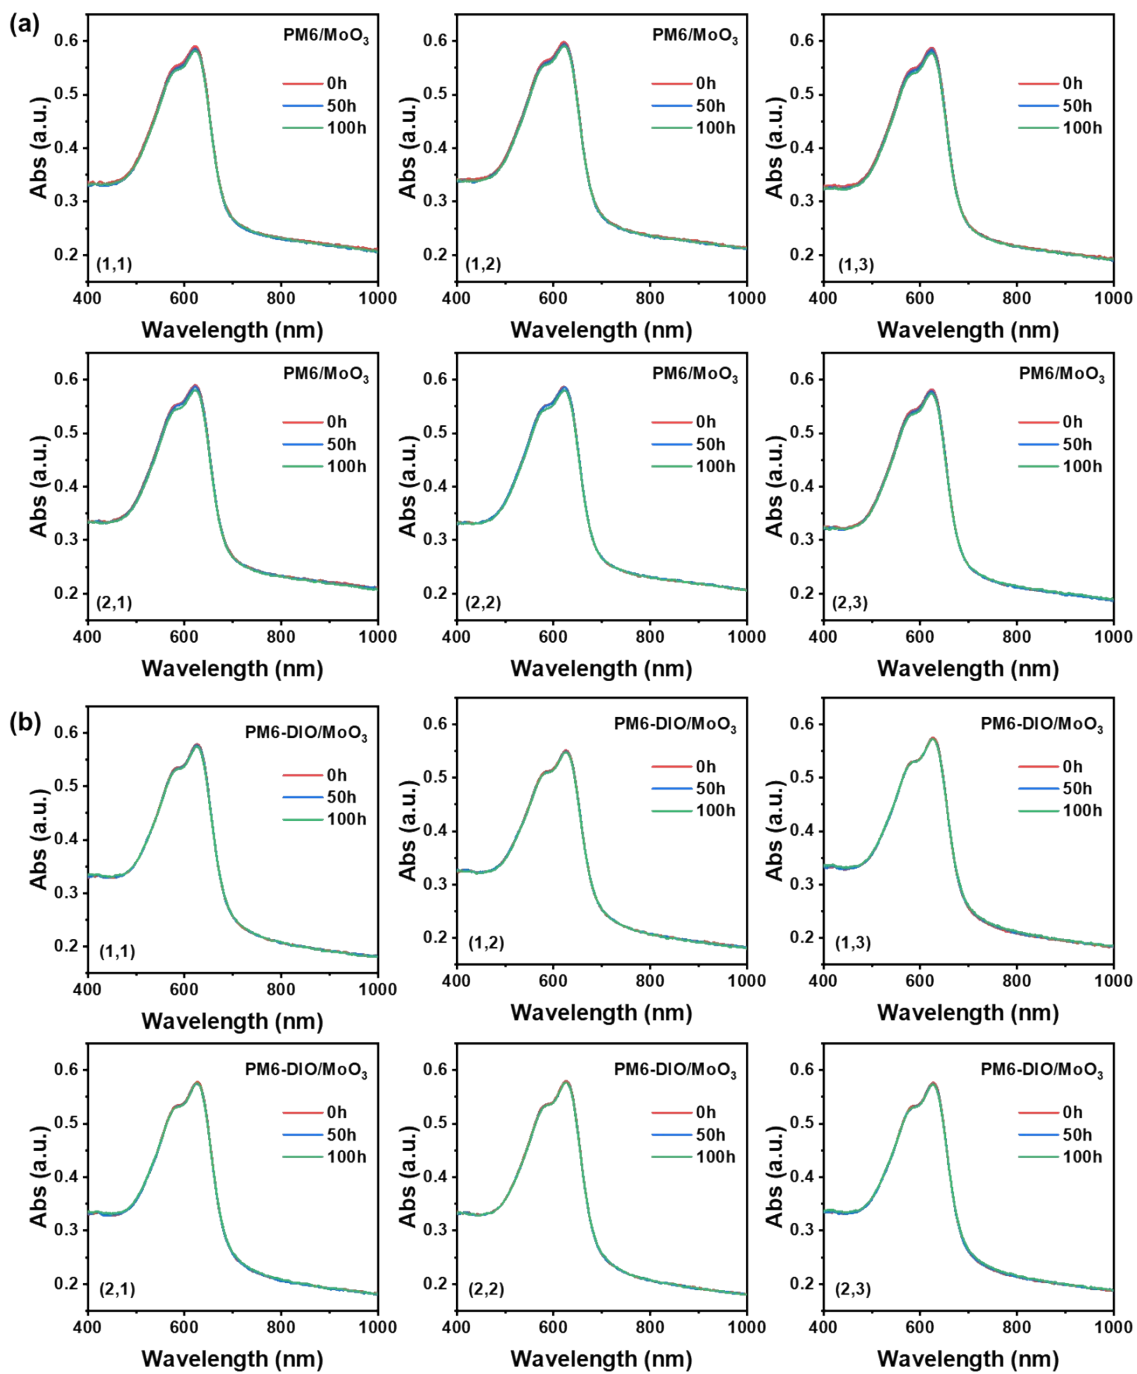 (a)
Abs (a.u.)
0.6
0.5
0.4
0.3
0.2
PM6/MoO₃
0h
50h
100h
(1,1)
400 600 800 1000
Wavelength (nm)
Abs (a.u.)
0.6
0.5
0.4
0.3
0.2
PM6/MoO₃
0h
50h
100h
(1,2)
400 600 800 1000
Wavelength (nm)
Abs (a.u.)
0.6
0.5
0.4
0.3
0.2
PM6/MoO₃
0h
50h
100h
(1,3)
400 600 800 1000
Wavelength (nm)
Abs (a.u.)
0.6
0.5
0.4
0.3
0.2
PM6/MoO₃
0h
50h
100h
(2,1)
400 600 800 1000
Wavelength (nm)
Abs (a.u.)
0.6
0.5
0.4
0.3
0.2
PM6/MoO₃
0h
50h
100h
(2,2)
400 600 800 1000
Wavelength (nm)
Abs (a.u.)
0.6
0.5
0.4
0.3
0.2
PM6/MoO₃
0h
50h
100h
(2,3)
400 600 800 1000
Wavelength (nm)
(b)
Abs (a.u.)
0.6
0.5
0.4
0.3
0.2
PM6-DIO/MoO₃
0h
50h
100h
(1,1)
400 600 800 1000
Wavelength (nm)
Abs (a.u.)
0.6
0.5
0.4
0.3
0.2
PM6-DIO/MoO₃
0h
50h
100h
(1,2)
400 600 800 1000
Wavelength (nm)
Abs (a.u.)
0.6
0.5
0.4
0.3
0.2
PM6-DIO/MoO₃
0h
50h
100h
(1,3)
400 600 800 1000
Wavelength (nm)
Abs (a.u.)
0.6
0.5
0.4
0.3
0.2
PM6-DIO/MoO₃
0h
50h
100h
(2,1)
400 600 800 1000
Wavelength (nm)
Abs (a.u.)
0.6
0.5
0.4
0.3
0.2
PM6-DIO/MoO₃
0h
50h
100h
(2,2)
400 600 800 1000
Wavelength (nm)
Abs (a.u.)
0.6
0.5
0.4
0.3
0.2
PM6-DIO/MoO₃
0h
50h
100h
(2,3)
400 600 800 1000
Wavelength (nm)